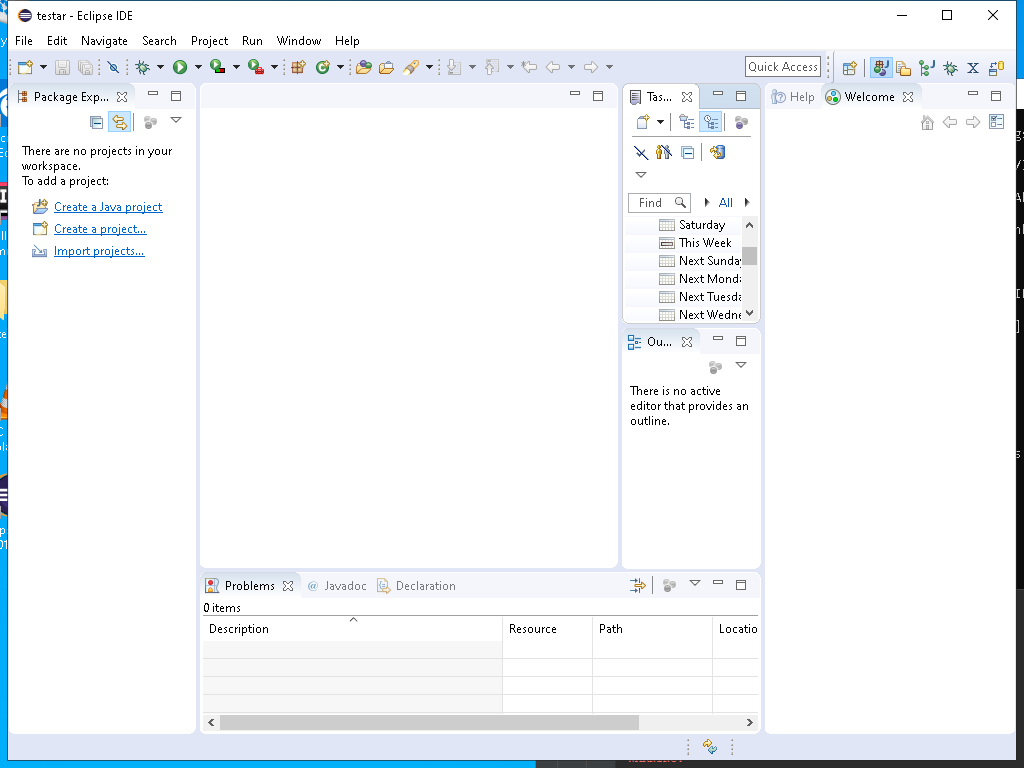 testar - Eclipse IDE
File Edit Navigate Search Project Run Window Help
Quick Access
Package Exp...
There are no projects in your
workspace.
To add a project:
Create a Java project
Create a project...
Import projects...
Tas...
Find
All
Saturday
This Week
Next Sunday
Next Monda
Next Tuesda
Next Wedne
Ou...
There is no active
editor that provides an
outline.
Help
Welcome
Problems
@ Javadoc
Declaration
0 items
Description Resource Path Locatio